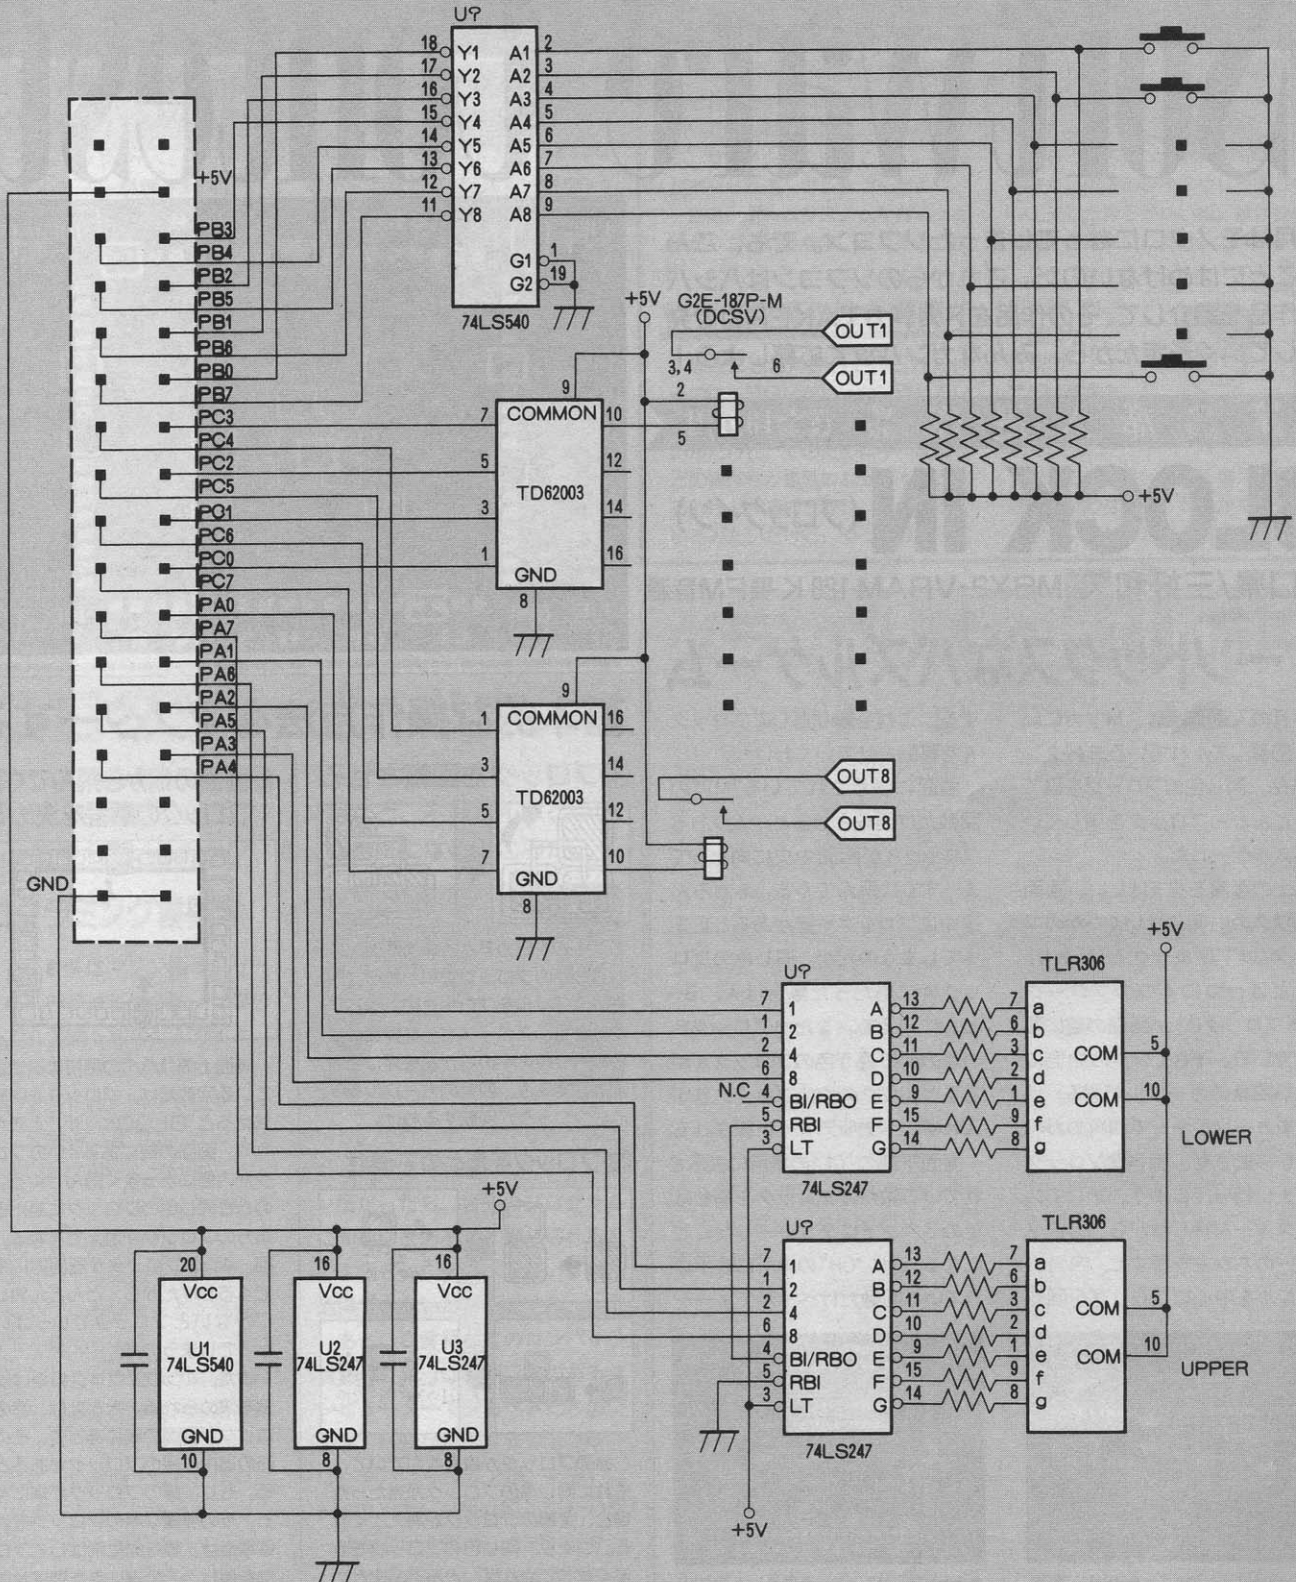 U?
18 Y1 A1 2
17 Y2 A2 3
16 Y3 A3 4
15 Y4 A4 5
14 Y5 A5 6
13 Y6 A6 7
12 Y7 A7 8
11 Y8 A8 9
G1 1
G2 19
74LS540
+5V
PB3
PB4
PB2
PB5
PB1
PB6
PB0
PB7
PC3
PC4
PC2
PC5
PC1
PC6
PC0
PC7
PA0
PA7
PA1
PA6
PA2
PA5
PA3
PA4
GND
+5V
G2E-187P-M
(DCSV)
OUT1
3,4
6
OUT1
2
5
9
7 COMMON 10
5 12
TD62003
3 14
1 16
GND
8
+5V
9
1 COMMON 16
3 14
TD62003
5 12
7 10
GND
8
OUT8
OUT8
+5V
U?
TLR306
7 1 A 13 7 a
1 2 B 12 6 b
2 4 C 11 3 c COM 5
6 8 D 10 2 d
N.C 4 BI/RBO E 9 1 e COM 10
5 RBI F 15 9 f
3 LT G 14 8 g
LOWER
74LS247
U?
TLR306
7 1 A 13 7 a
1 2 B 12 6 b
2 4 C 11 3 c COM 5
6 8 D 10 2 d
4 BI/RBO E 9 1 e COM 10
5 RBI F 15 9 f
3 LT G 14 8 g
UPPER
74LS247
+5V
+5V
20 16 16
Vcc Vcc Vcc
U1 U2 U3
74LS540 74LS247 74LS247
GND GND GND
10 8 8